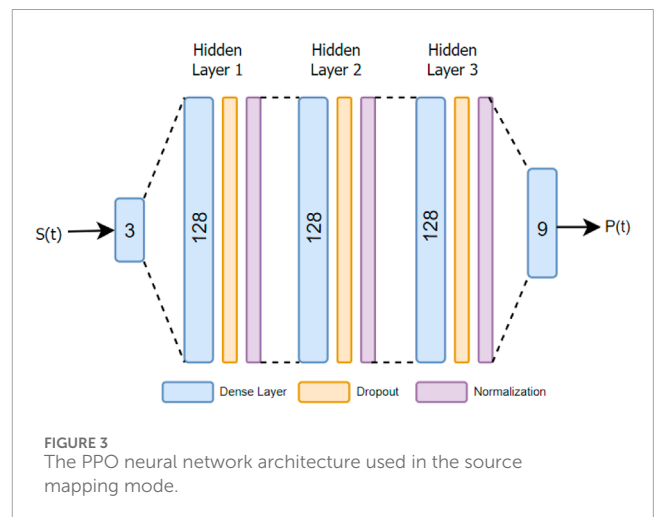 Hidden Layer 1
Hidden Layer 2
Hidden Layer 3
S(t)
3
128
128
128
9
P(t)
Dense Layer
Dropout
Normalization
FIGURE 3
The PPO neural network architecture used in the source
mapping mode.